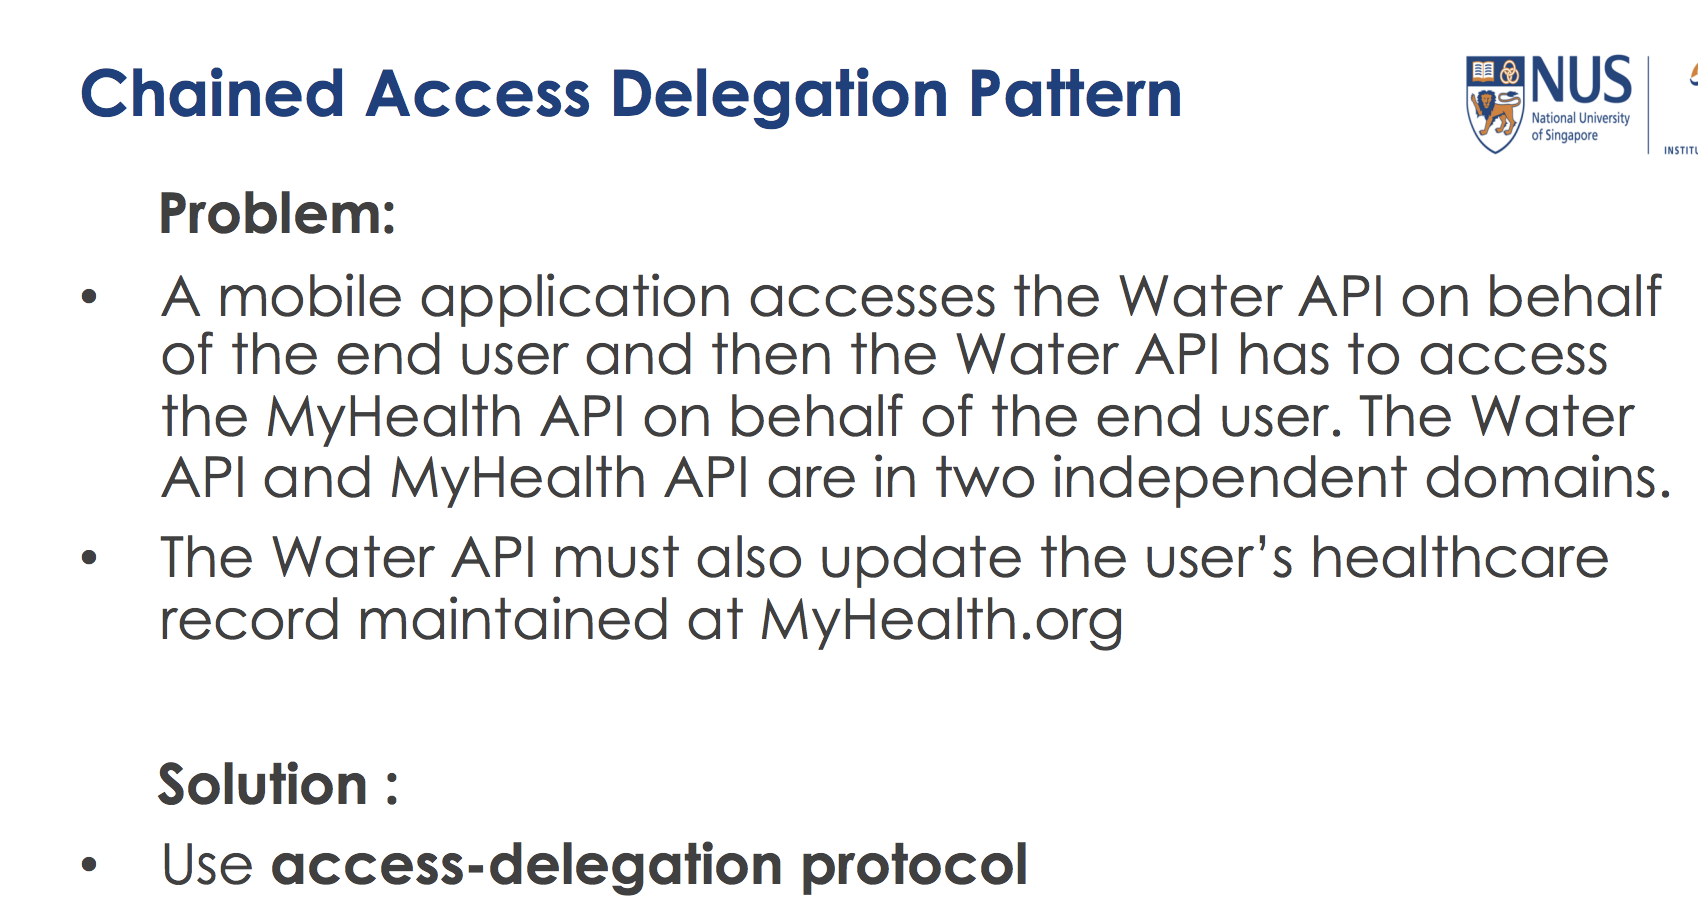 Chained Access Delegation Pattern
NUS
National University
of Singapore
Problem:
• A mobile application accesses the Water API on behalf
of the end user and then the Water API has to access
the MyHealth API on behalf of the end user. The Water
API and MyHealth API are in two independent domains.
• The Water API must also update the user’s healthcare
record maintained at MyHealth.org
Solution :
• Use access-delegation protocol